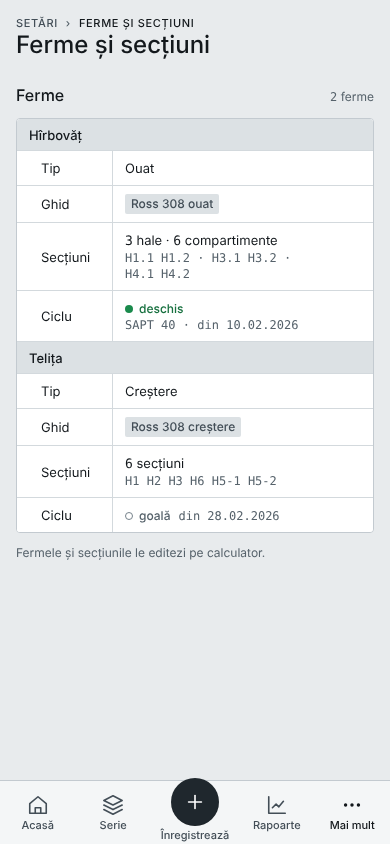 SETĂRI › FERME ȘI SECȚIUNI
Ferme și secțiuni
Ferme 2 ferme
Hîrbovăț
Tip Ouat
Ghid Ross 308 ouat
Secțiuni 3 hale · 6 compartimente
H1.1 H1.2 · H3.1 H3.2 ·
H4.1 H4.2
Ciclu deschis
SAPT 40 · din 10.02.2026
Telița
Tip Creștere
Ghid Ross 308 creștere
Secțiuni 6 secțiuni
H1 H2 H3 H6 H5-1 H5-2
Ciclu goală din 28.02.2026
Fermele și secțiunile le editezi pe calculator.
Acasă Serie Înregistrează Rapoarte Mai mult